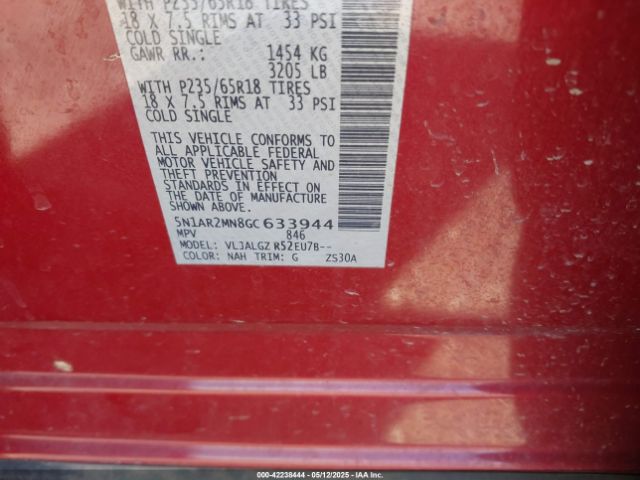 WITH P235/65R18 TIRES
18 X 7.5 RIMS AT 33 PSI
COLD SINGLE
GAWR RR.: 1454 KG
3205 LB
WITH P235/65R18 TIRES
18 X 7.5 RIMS AT 33 PSI
COLD SINGLE
THIS VEHICLE CONFORMS TO
ALL APPLICABLE FEDERAL
MOTOR VEHICLE SAFETY AND
THEFT PREVENTION
STANDARDS IN EFFECT ON
THE DATE OF MANUFACTURE
SHOWN ABOVE.
5N1AR2MN8GC633944
MPV 846
MODEL: VLJALGZ R52EU7B--
COLOR: NAH TRIM: G ZS30A
000-42238444 - 05/12/2025 - IAA Inc.